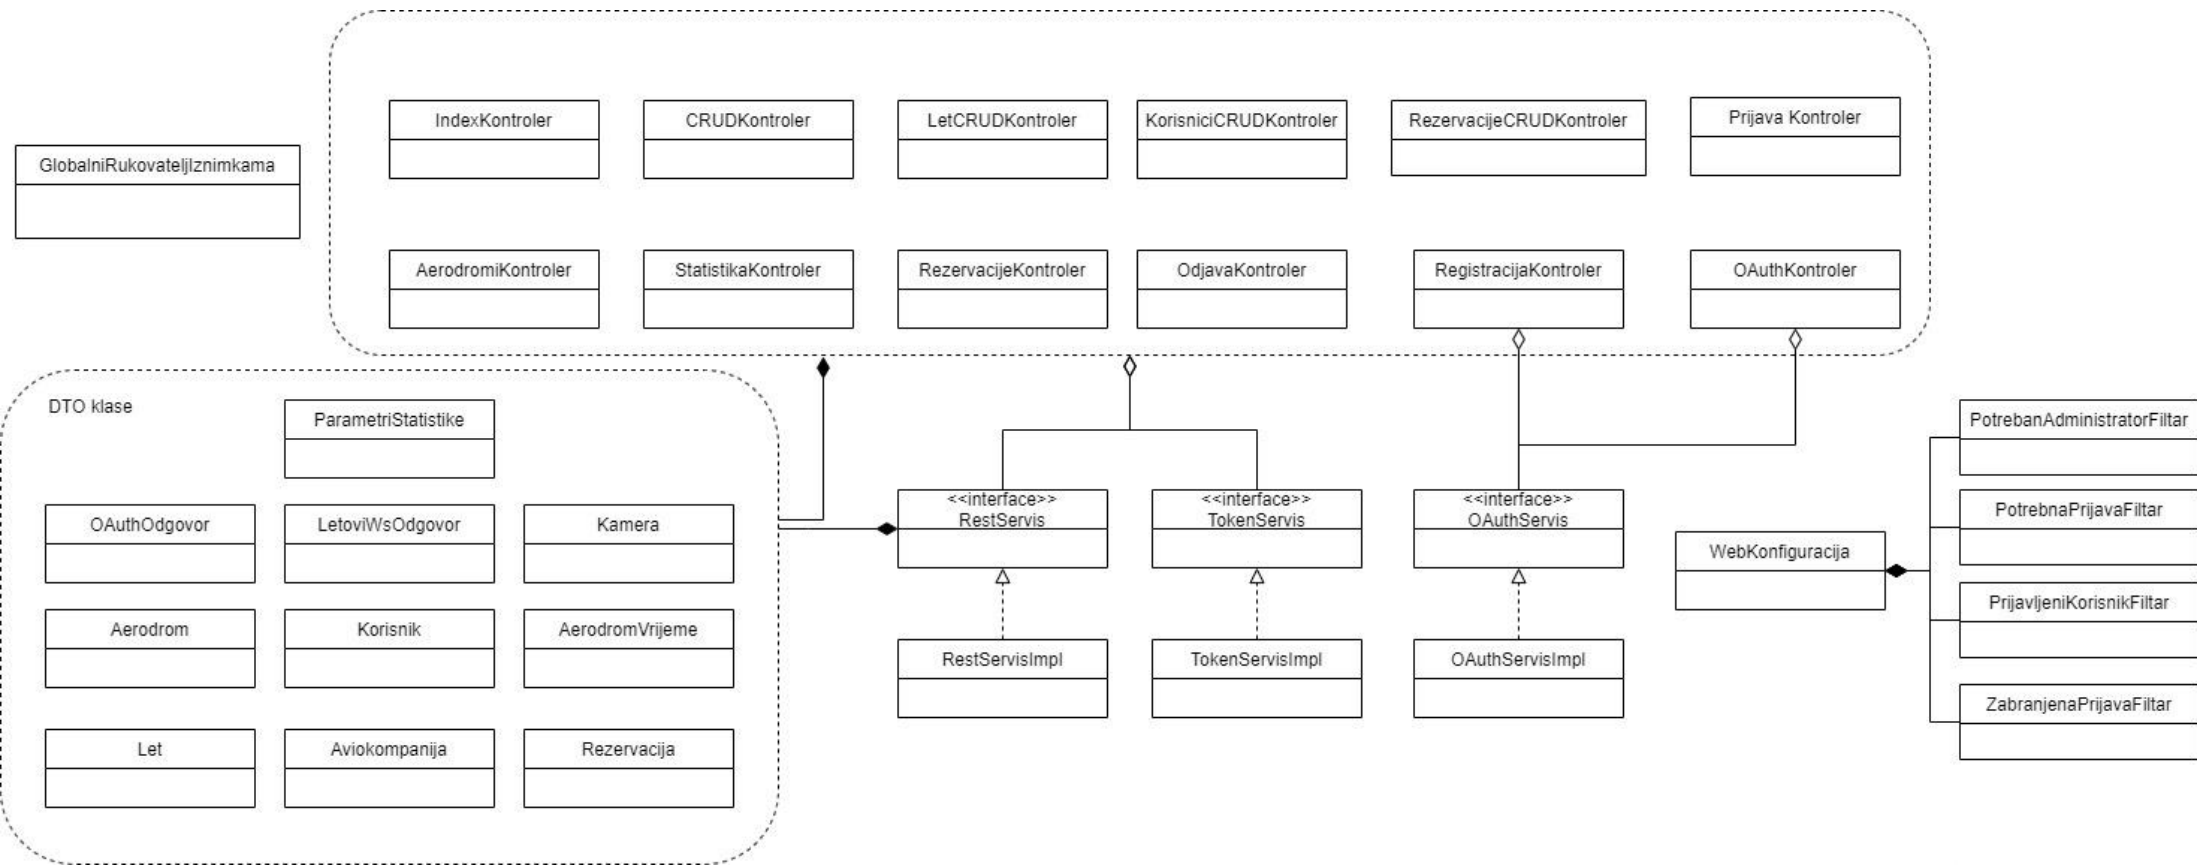 IndexKontroler
CRUDKontroler
LetCRUDKontroler
KorisniciCRUDKontroler
RezervacijeCRUDKontroler
Prijava Kontroler
GlobalniRukovateljIznimkama
AerodromiKontroler
StatistikaKontroler
RezervacijeKontroler
OdjavaKontroler
RegistracijaKontroler
OAuthKontroler
DTO klase
ParametriStatistike
OAuthOdgovor
LetoviWsOdgovor
Kamera
Aerodrom
Korisnik
AerodromVrijeme
Let
Aviokompanija
Rezervacija
<<interface>>
RestServis
<<interface>>
TokenServis
<<interface>>
OAuthServis
RestServisImpl
TokenServisImpl
OAuthServisImpl
WebKonfiguracija
PotrebanAdministratorFiltar
PotrebnaPrijavaFiltar
PrijavljeniKorisnikFiltar
ZabranjenaPrijavaFiltar